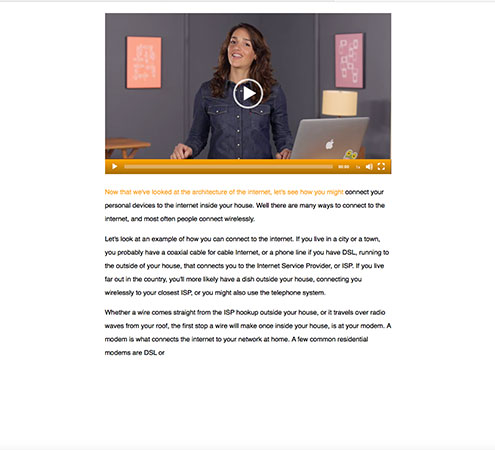 00:00
1x
Now that we've looked at the architecture of the internet, let's see how you might connect your
personal devices to the internet inside your house. Well there are many ways to connect to the
internet, and most often people connect wirelessly.
Let's look at an example of how you can connect to the internet. If you live in a city or a town,
you probably have a coaxial cable for cable Internet, or a phone line if you have DSL, running to
the outside of your house, that connects you to the Internet Service Provider, or ISP. If you live
far out in the country, you'll more likely have a dish outside your house, connecting you
wirelessly to your closest ISP, or you might also use the telephone system.
Whether a wire comes straight from the ISP hookup outside your house, or it travels over radio
waves from your roof, the first stop a wire will make once inside your house, is at your modem. A
modem is what connects the internet to your network at home. A few common residential
modems are DSL or